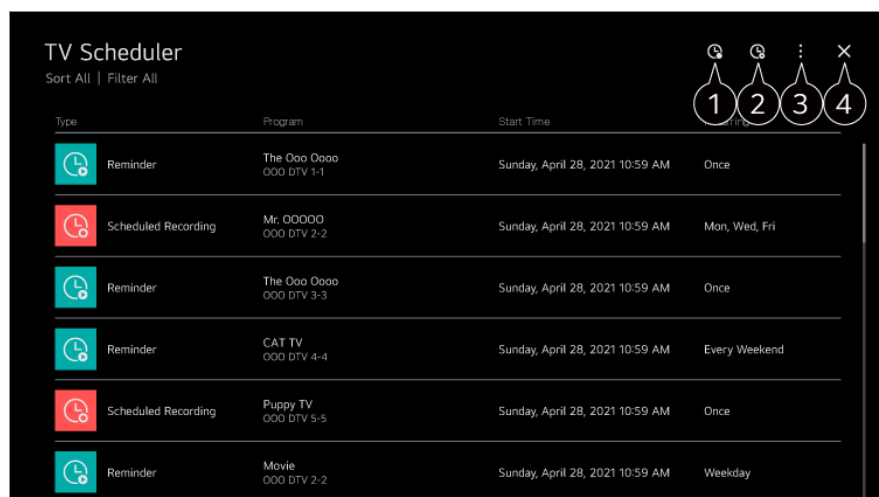 TV Scheduler
Sort All | Filter All
1 2 3 4
Type Program Start Time
Reminder The Ooo Oooo Sunday, April 28, 2021 10:59 AM Once
OOO DTV 1-1
Scheduled Recording Mr. OOOOO Sunday, April 28, 2021 10:59 AM Mon, Wed, Fri
OOO DTV 2-2
Reminder The Ooo Oooo Sunday, April 28, 2021 10:59 AM Once
OOO DTV 3-3
Reminder CAT TV Sunday, April 28, 2021 10:59 AM Every Weekend
OOO DTV 4-4
Scheduled Recording Puppy TV Sunday, April 28, 2021 10:59 AM Once
OOO DTV 5-5
Reminder Movie Sunday, April 28, 2021 10:59 AM Weekday
OOO DTV 2-2